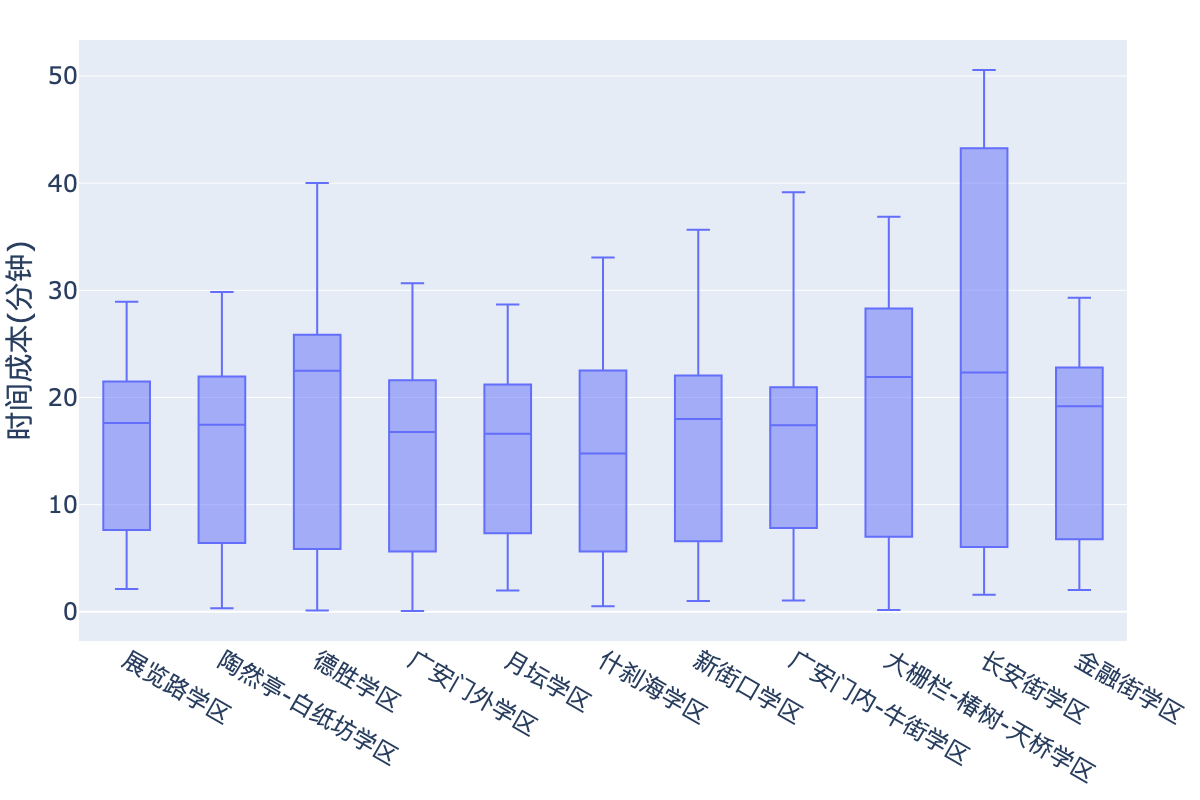 时间成本(分钟)
50
40
30
20
10
0
展览路学区
陶然亭-白纸坊学区
德胜学区
广安门外学区
月坛学区
什刹海学区
新街口学区
广安门内-牛街学区
大栅栏-椿树-天桥学区
长安街学区
金融街学区